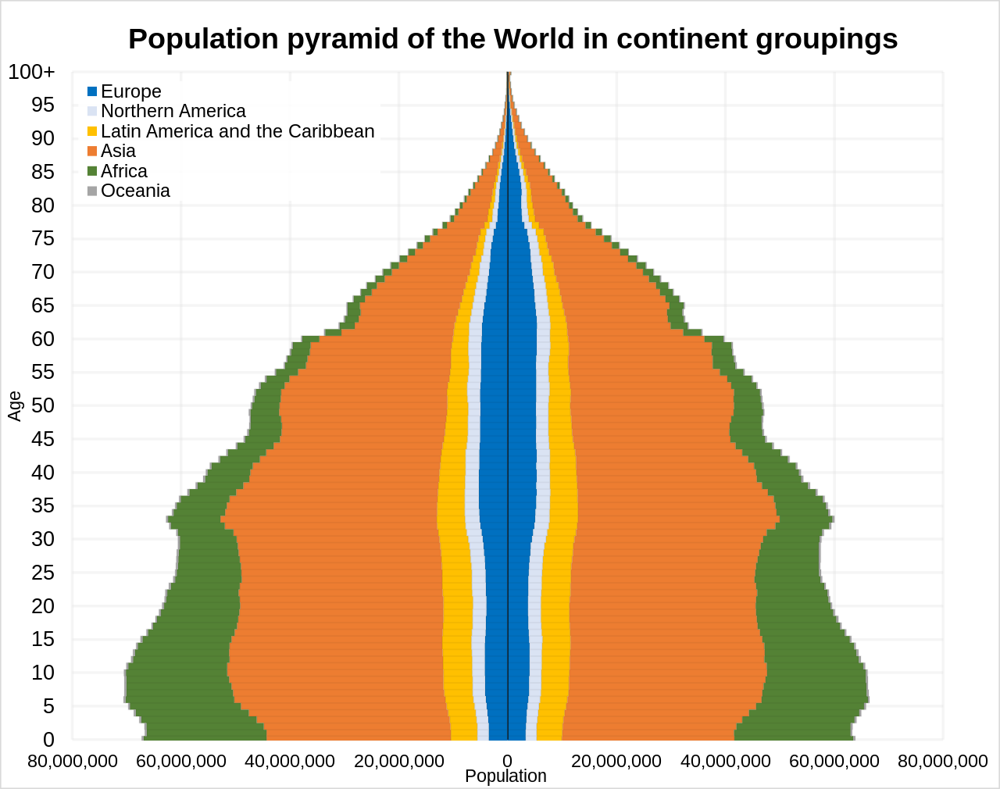 Population pyramid of the World in continent groupings
100+
95
90
85
80
75
70
65
60
55
50
45
40
35
30
25
20
15
10
5
0
Europe
Northern America
Latin America and the Caribbean
Asia
Africa
Oceania
Age
80,000,000 60,000,000 40,000,000 20,000,000 0 20,000,000 40,000,000 60,000,000 80,000,000
Population